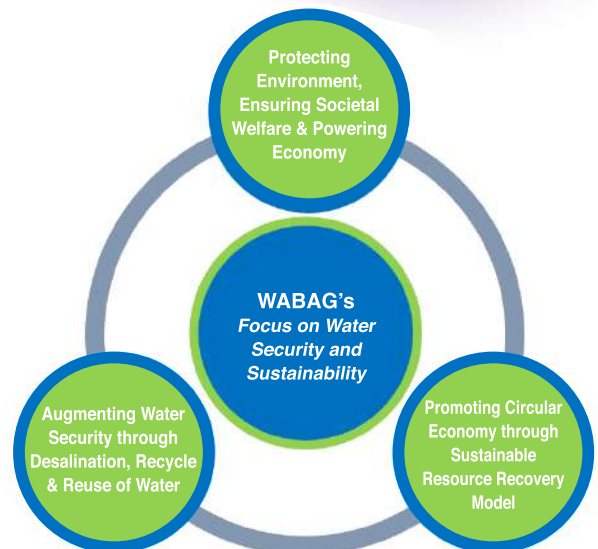 Protecting
Environment,
Ensuring Societal
Welfare & Powering
Economy
WABAG's
Focus on Water
Security and
Sustainability
Augmenting Water
Security through
Desalination, Recycle
& Reuse of Water
Promoting Circular
Economy through
Sustainable
Resource Recovery
Model